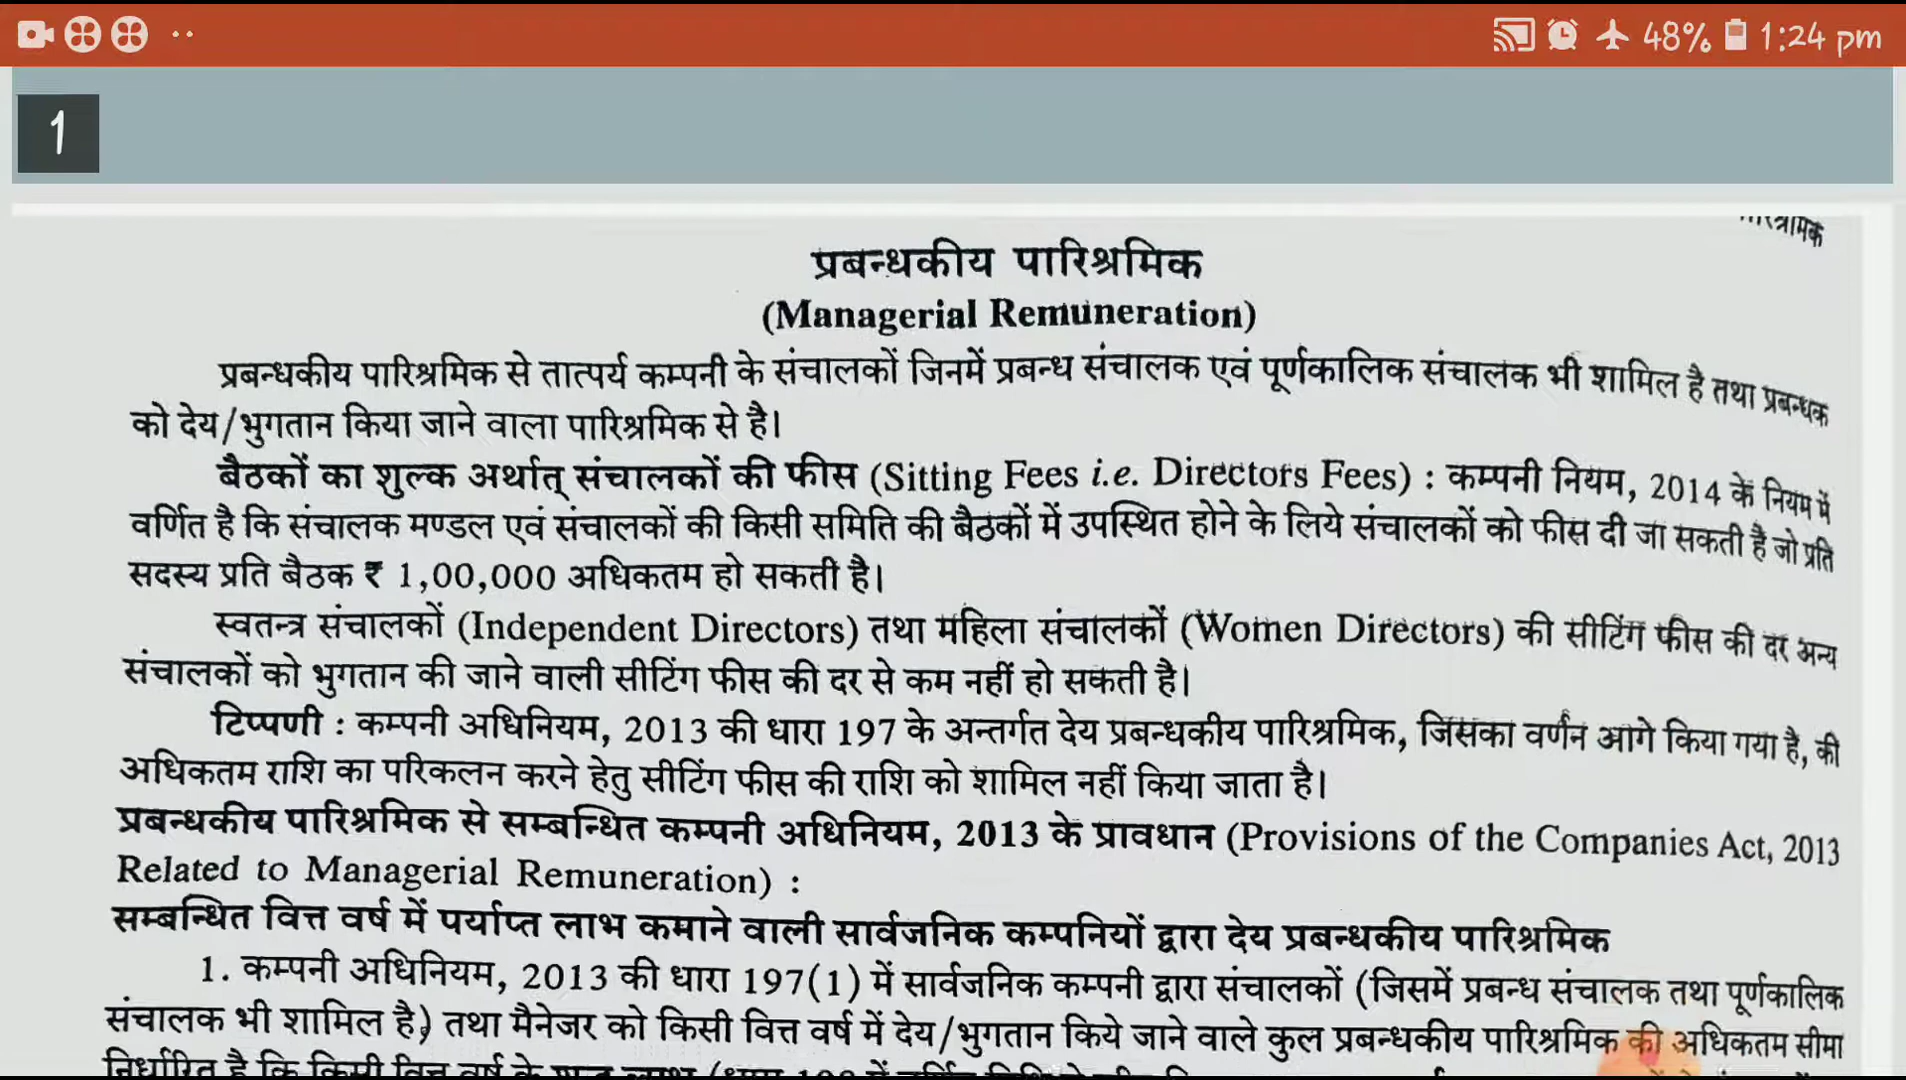 48% 1:24 pm
1
प्रबन्धकीय पारिश्रमिक
(Managerial Remuneration)
प्रबन्धकीय पारिश्रमिक से तात्पर्य कम्पनी के संचालकों जिनमें प्रबन्ध संचालक एवं पूर्णकालिक संचालक भी शामिल है तथा प्रबन्धक
को देय/भुगतान किया जाने वाला पारिश्रमिक से है।
बैठकों का शुल्क अर्थात् संचालकों की फीस (Sitting Fees i.e. Directors Fees) : कम्पनी नियम, 2014 के नियम में
वर्णित है कि संचालक मण्डल एवं संचालकों की किसी समिति की बैठकों में उपस्थित होने के लिये संचालकों को फीस दी जा सकती है जो प्रति
सदस्य प्रति बैठक ₹ 1,00,000 अधिकतम हो सकती है।
स्वतन्त्र संचालकों (Independent Directors) तथा महिला संचालकों (Women Directors) की सीटिंग फीस की दर अन्य
संचालकों को भुगतान की जाने वाली सीटिंग फीस की दर से कम नहीं हो सकती है।
टिप्पणी : कम्पनी अधिनियम, 2013 की धारा 197 के अन्तर्गत देय प्रबन्धकीय पारिश्रमिक, जिसका वर्णन आगे किया गया है, की
अधिकतम राशि का परिकलन करने हेतु सीटिंग फीस की राशि को शामिल नहीं किया जाता है।
प्रबन्धकीय पारिश्रमिक से सम्बन्धित कम्पनी अधिनियम, 2013 के प्रावधान (Provisions of the Companies Act, 2013
Related to Managerial Remuneration) :
सम्बन्धित वित्त वर्ष में पर्याप्त लाभ कमाने वाली सार्वजनिक कम्पनियों द्वारा देय प्रबन्धकीय पारिश्रमिक
1. कम्पनी अधिनियम, 2013 की धारा 197(1) में सार्वजनिक कम्पनी द्वारा संचालकों (जिसमें प्रबन्ध संचालक तथा पूर्णकालिक
संचालक भी शामिल है) तथा मैनेजर को किसी वित्त वर्ष में देय/भुगतान किये जाने वाले कुल प्रबन्धकीय पारिश्रमिक की अधिकतम सीमा
निर्धारित है कि किसी वित्त वर्ष के